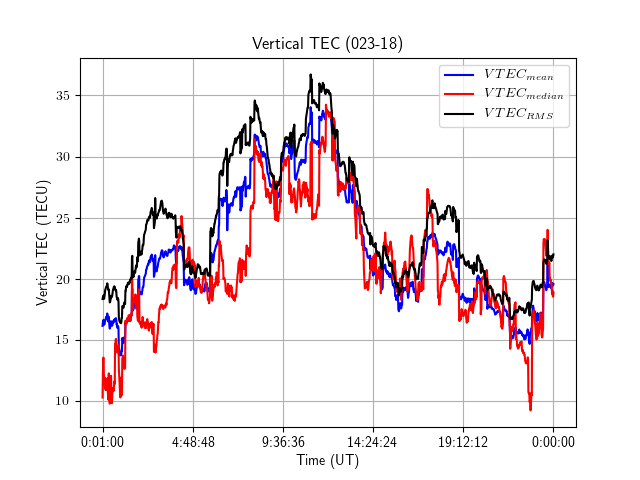 Vertical TEC (023-18)
VTEC_mean
VTEC_median
VTEC_RMS
Vertical TEC (TECU)
35
30
25
20
15
10
0:01:00 4:48:48 9:36:36 14:24:24 19:12:12 0:00:00
Time (UT)